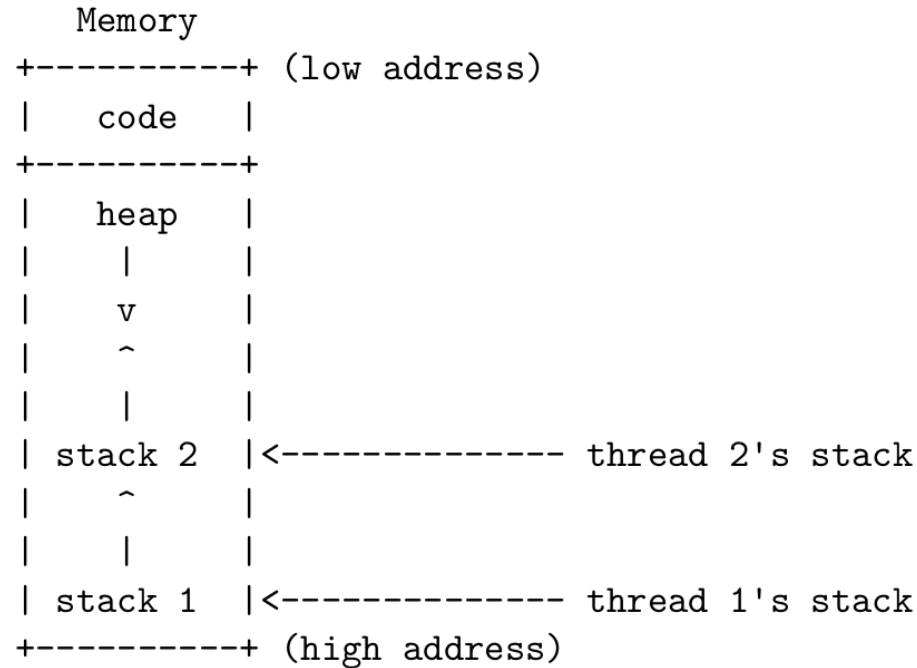 Memory
+----------+ (low address)
|   code   |
+----------+
|   heap   |
|    |     |
|    v     |
|    ^     |
|    |     |
| stack 2  |<-------------- thread 2's stack
|    ^     |
|    |     |
| stack 1  |<-------------- thread 1's stack
+----------+ (high address)